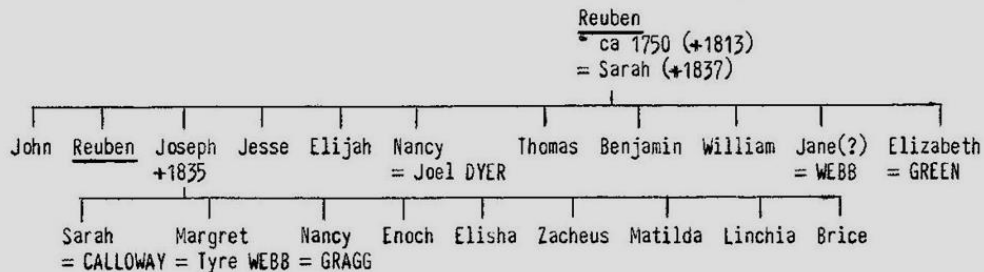 Reuben
* ca 1750 (+1813)
= Sarah (+1837)
John Reuben Joseph Jesse Elijah Nancy Thomas Benjamin William Jane(?) Elizabeth
+1835 = Joel DYER = WEBB = GREEN
Sarah Margret Nancy Enoch Elisha Zacheus Matilda Linchia Brice
= CALLOWAY = Tyre WEBB = GRAGG